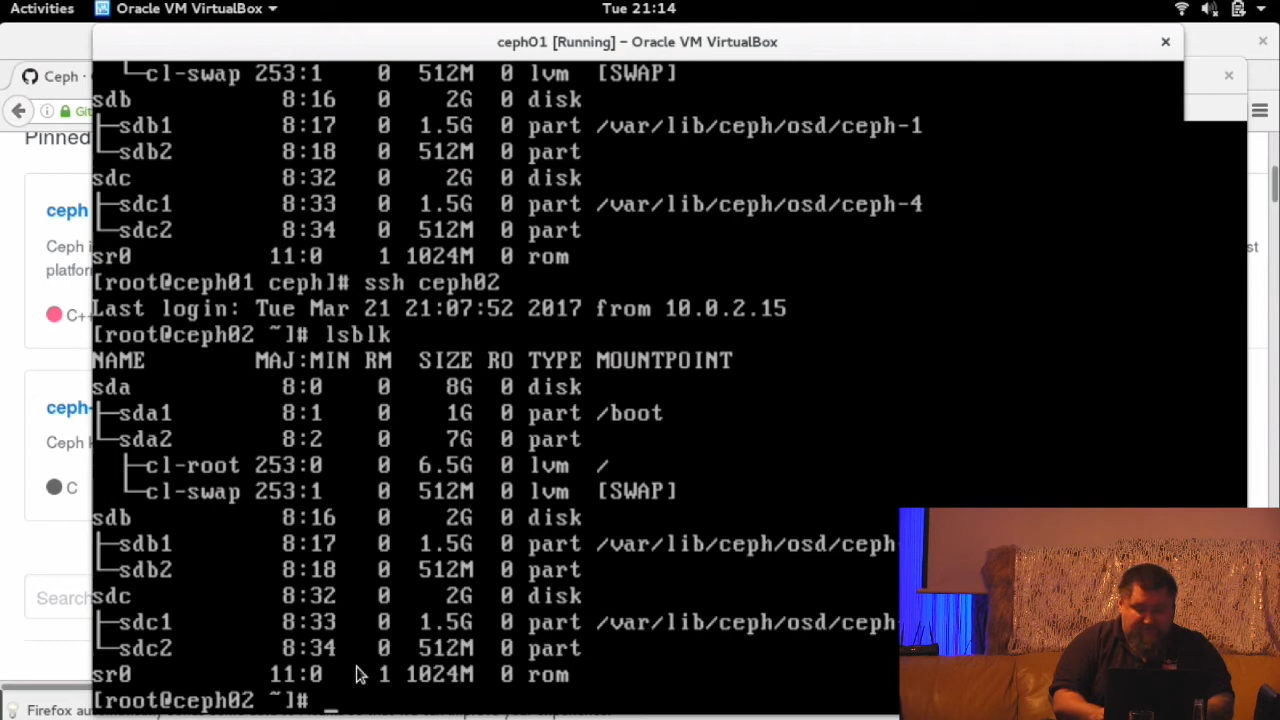 Activities Oracle VM VirtualBox Tue 21:14
ceph01 [Running] – Oracle VM VirtualBox
Ceph ·
Gith
Pinned
ceph
Ceph i
platfor
C+
ceph-
Ceph k
C
Search
st
└─cl-swap 253:1 0 512M 0 lvm [SWAP]
sdb 8:16 0 2G 0 disk
├─sdb1 8:17 0 1.5G 0 part /var/lib/ceph/osd/ceph-1
└─sdb2 8:18 0 512M 0 part
sdc 8:32 0 2G 0 disk
├─sdc1 8:33 0 1.5G 0 part /var/lib/ceph/osd/ceph-4
└─sdc2 8:34 0 512M 0 part
sr0 11:0 1 1024M 0 rom
[root@ceph01 ceph]# ssh ceph02
Last login: Tue Mar 21 21:07:52 2017 from 10.0.2.15
[root@ceph02 ~]# lsblk
NAME MAJ:MIN RM SIZE RO TYPE MOUNTPOINT
sda 8:0 0 8G 0 disk
├─sda1 8:1 0 1G 0 part /boot
└─sda2 8:2 0 7G 0 part
├─cl-root 253:0 0 6.5G 0 lvm /
└─cl-swap 253:1 0 512M 0 lvm [SWAP]
sdb 8:16 0 2G 0 disk
├─sdb1 8:17 0 1.5G 0 part /var/lib/ceph/osd/ceph
└─sdb2 8:18 0 512M 0 part
sdc 8:32 0 2G 0 disk
├─sdc1 8:33 0 1.5G 0 part /var/lib/ceph/osd/ceph
└─sdc2 8:34 0 512M 0 part
sr0 11:0 1 1024M 0 rom
[root@ceph02 ~]# _
Firefox